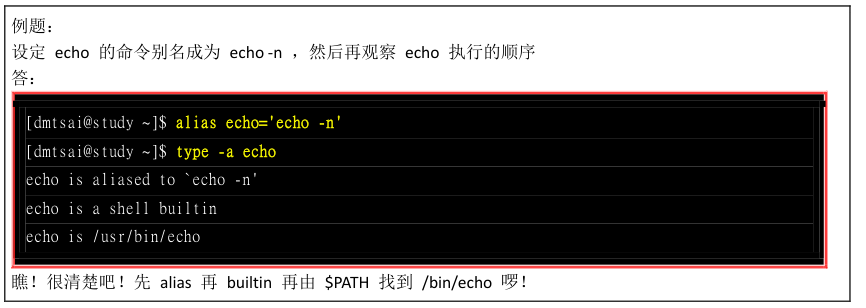 例题：
设定 echo 的命令别名成为 echo -n ，然后再观察 echo 执行的顺序
答：
[dmtsai@study ~]$ alias echo='echo -n'
[dmtsai@study ~]$ type -a echo
echo is aliased to `echo -n'
echo is a shell builtin
echo is /usr/bin/echo
瞧！很清楚吧！先 alias 再 builtin 再由 $PATH 找到 /bin/echo 啰！